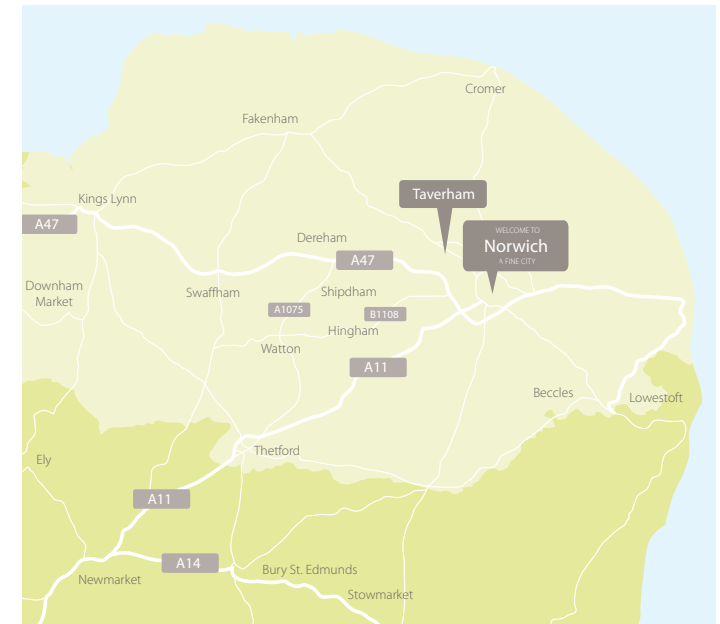 Cromer
Fakenham
Taverham
Kings Lynn
A47
WELCOME TO
Norwich
A FINE CITY
Dereham
A47
Downham
Market
Swaffham
Shipdham
A1075
B1108
Hingham
Watton
A11
Beccles
Lowestoft
Thetford
Ely
A11
A14
Bury St. Edmunds
Newmarket
Stowmarket